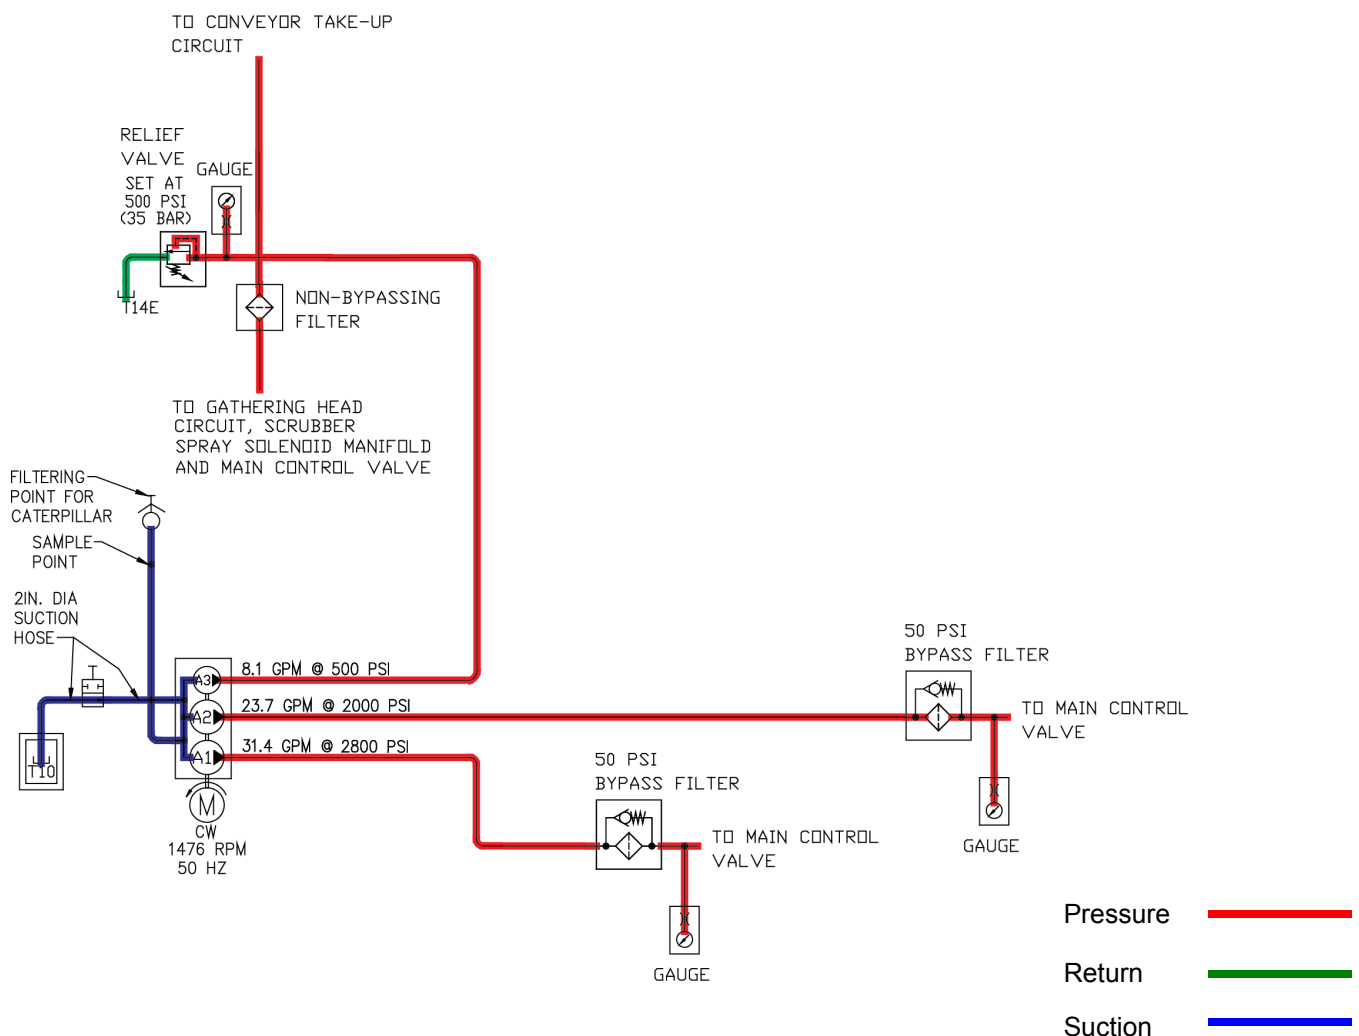 TO CONVEYOR TAKE-UP
CIRCUIT
RELIEF
VALVE
SET AT
500 PSI
(35 BAR)
GAUGE
T14E
NON-BYPASSING
FILTER
TO GATHERING HEAD
CIRCUIT, SCRUBBER
SPRAY SOLENOID MANIFOLD
AND MAIN CONTROL VALVE
FILTERING
POINT FOR
CATERPILLAR
SAMPLE
POINT
2IN. DIA
SUCTION
HOSE
T10
A3
8.1 GPM @ 500 PSI
A2
23.7 GPM @ 2000 PSI
A1
31.4 GPM @ 2800 PSI
M
CW
1476 RPM
50 HZ
50 PSI
BYPASS FILTER
TO MAIN CONTROL
VALVE
GAUGE
50 PSI
BYPASS FILTER
TO MAIN CONTROL
VALVE
GAUGE
Pressure
Return
Suction